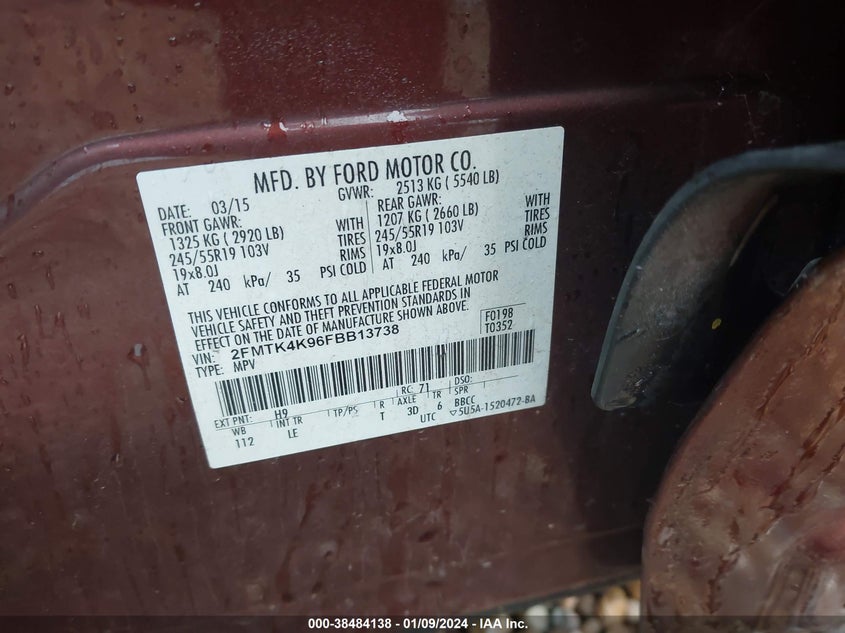 MFD. BY FORD MOTOR CO.
DATE: 03/15 GVWR: 2513 KG ( 5540 LB)
FRONT GAWR: REAR GAWR:
1325 KG ( 2920 LB) WITH 1207 KG ( 2660 LB) WITH
245/55R19 103V TIRES 245/55R19 103V TIRES
19x8.0J RIMS 19x8.0J RIMS
AT 240 kPa/ 35 PSI COLD AT 240 kPa/ 35 PSI COLD
THIS VEHICLE CONFORMS TO ALL APPLICABLE FEDERAL MOTOR
VEHICLE SAFETY AND THEFT PREVENTION STANDARDS IN
EFFECT ON THE DATE OF MANUFACTURE SHOWN ABOVE.
F0198
T0352
VIN: 2FMTK4K96FBB13738
TYPE: MPV
RC: 71 DSO:
EXT PNT: H9
WB INT TR TP/PS R AXLE TR SPR
112 LE T 3D 6 BBCC
UTC ▽5U5A-1520472-BA
000-38484138 - 01/09/2024 - IAA Inc.